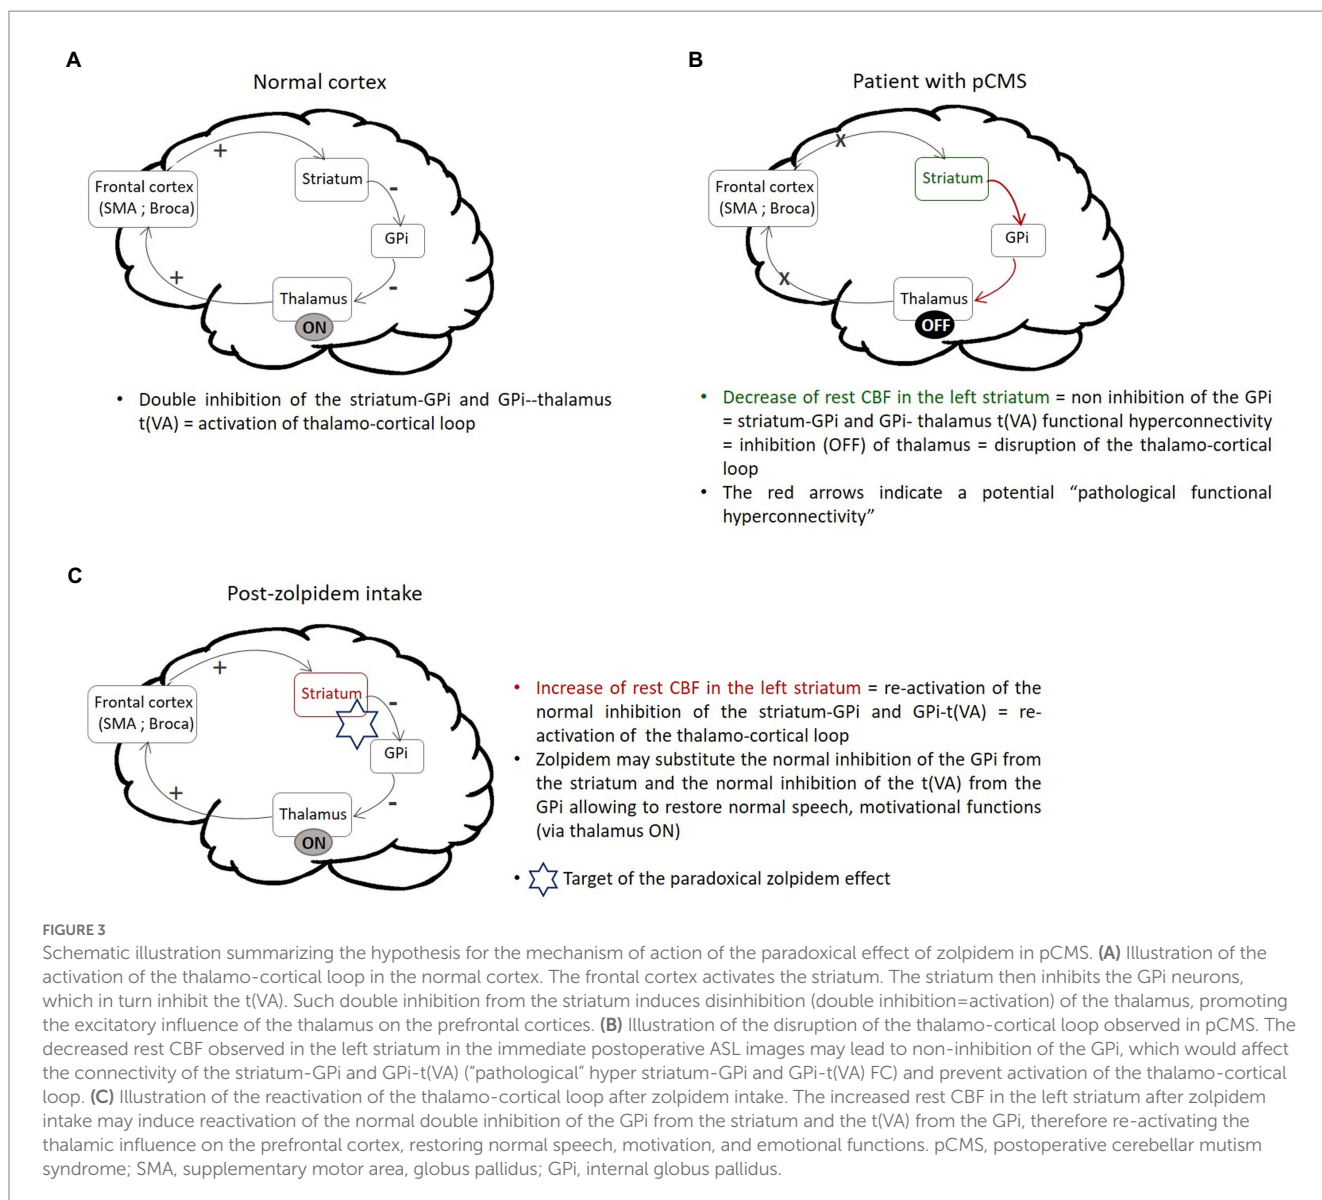 A
Normal cortex
+
Striatum
-
Frontal cortex
(SMA ; Broca)
GPi
+
-
Thalamus
ON
• Double inhibition of the striatum-GPi and GPi--thalamus
t(VA) = activation of thalamo-cortical loop
B
Patient with pCMS
X
Striatum
Frontal cortex
(SMA ; Broca)
GPi
X
Thalamus
OFF
• Decrease of rest CBF in the left striatum = non inhibition of the GPi
= striatum-GPi and GPi- thalamus t(VA) functional hyperconnectivity
= inhibition (OFF) of thalamus = disruption of the thalamo-cortical
loop
• The red arrows indicate a potential “pathological functional
hyperconnectivity”
C
Post-zolpidem intake
+
Striatum
-
Frontal cortex
(SMA ; Broca)
GPi
+
-
Thalamus
ON
• Increase of rest CBF in the left striatum = re-activation of the
normal inhibition of the striatum-GPi and GPi-t(VA) = re-
activation of the thalamo-cortical loop
• Zolpidem may substitute the normal inhibition of the GPi from
the striatum and the normal inhibition of the t(VA) from the
GPi allowing to restore normal speech, motivational functions
(via thalamus ON)
• Target of the paradoxical zolpidem effect
FIGURE 3
Schematic illustration summarizing the hypothesis for the mechanism of action of the paradoxical effect of zolpidem in pCMS. (A) Illustration of the
activation of the thalamo-cortical loop in the normal cortex. The frontal cortex activates the striatum. The striatum then inhibits the GPi neurons,
which in turn inhibit the t(VA). Such double inhibition from the striatum induces disinhibition (double inhibition=activation) of the thalamus, promoting
the excitatory influence of the thalamus on the prefrontal cortices. (B) Illustration of the disruption of the thalamo-cortical loop observed in pCMS. The
decreased rest CBF observed in the left striatum in the immediate postoperative ASL images may lead to non-inhibition of the GPi, which would affect
the connectivity of the striatum-GPi and GPi-t(VA) (“pathological” hyper striatum-GPi and GPi-t(VA) FC) and prevent activation of the thalamo-cortical
loop. (C) Illustration of the reactivation of the thalamo-cortical loop after zolpidem intake. The increased rest CBF in the left striatum after zolpidem
intake may induce reactivation of the normal double inhibition of the GPi from the striatum and the t(VA) from the GPi, therefore re-activating the
thalamic influence on the prefrontal cortex, restoring normal speech, motivation, and emotional functions. pCMS, postoperative cerebellar mutism
syndrome; SMA, supplementary motor area, globus pallidus; GPi, internal globus pallidus.